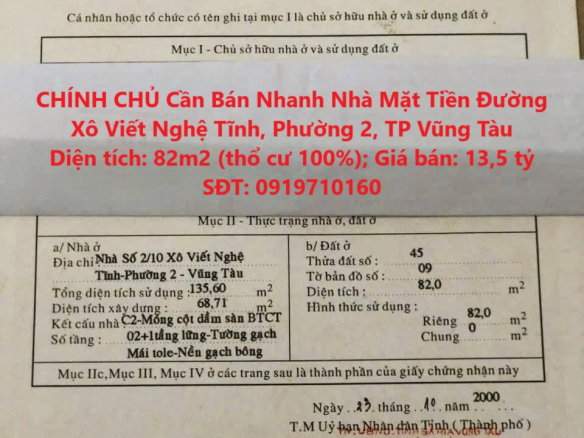 Cá nhân hoặc tổ chức có tên ghi tại mục I là chủ sở hữu nhà ở và sử dụng đất ở
Mục I - Chủ sở hữu nhà ở và sử dụng đất ở
CHÍNH CHỦ Cần Bán Nhanh Nhà Mặt Tiền Đường
Xô Viết Nghệ Tĩnh, Phường 2, TP Vũng Tàu
Diện tích: 82m2 (thổ cư 100%); Giá bán: 13,5 tỷ
SĐT: 0919710160
Mục II - Thực trạng nhà ở, đất ở
a/ Nhà ở
Địa chỉ Nhà Số 2/10 Xô Viết Nghệ
Tĩnh-Phường 2 - Vũng Tàu
Tổng diện tích sử dụng : 135,60 m2
Diện tích xây dựng : 68,71 m2
Kết cấu nhà C2-Móng cột dầm sàn BTCT
Số tầng : 02+1tầng lửng-Tường gạch
Mái tole-Nền gạch bông
b/ Đất ở
Thửa đất số : 45
Tờ bản đồ số : 09
Diện tích : 82,0 m2
Hình thức sử dụng :
Riêng 82,0 m2
Chung 0 m2
Mục IIc, Mục III, Mục IV ở các trang sau là thành phần của giấy chứng nhận này
Ngày 23 tháng 10 năm 2000
T.M Uỷ ban Nhân dân Tỉnh ( Thành phố )